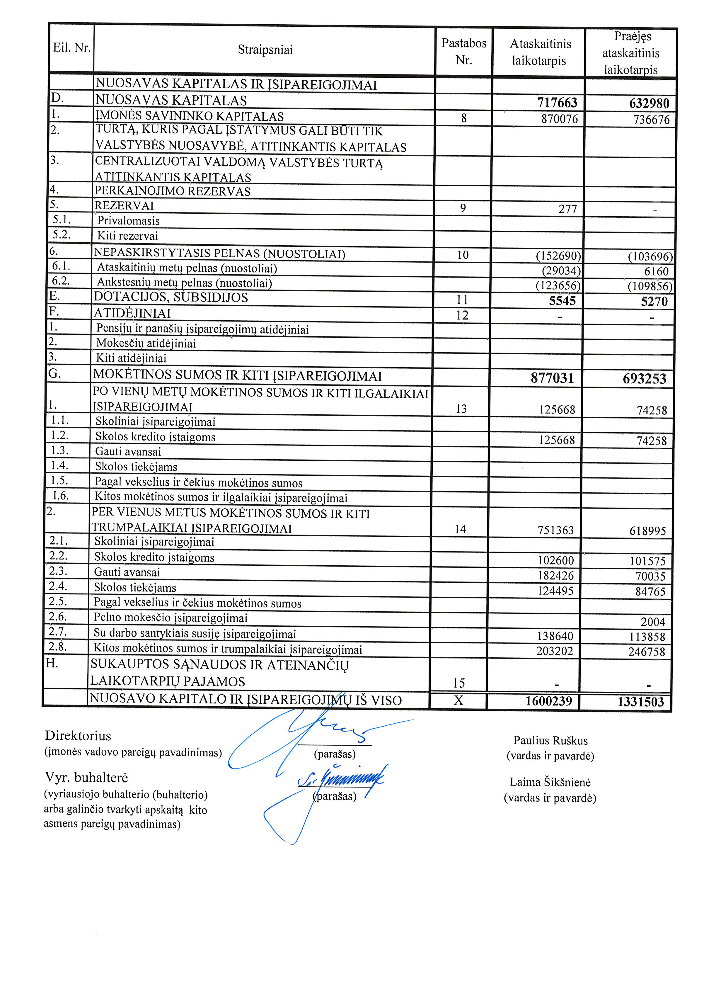 Eil. Nr. Straipsniai Pastabos Nr. Ataskaitinis laikotarpis Praėjęs ataskaitinis laikotarpis
NUOSAVAS KAPITALAS IR ĮSIPAREIGOJIMAI
D. NUOSAVAS KAPITALAS 717663 632980
1. ĮMONĖS SAVININKO KAPITALAS 8 870076 736676
2. TURTĄ, KURIS PAGAL ĮSTATYMUS GALI BŪTI TIK
VALSTYBĖS NUOSAVYBĖ, ATITINKANTIS KAPITALAS
3. CENTRALIZUOTAI VALDOMĄ VALSTYBĖS TURTĄ
ATITINKANTIS KAPITALAS
4. PERKAINOJIMO REZERVAS
5. REZERVAI 9 277 -
5.1. Privalomasis
5.2. Kiti rezervai
6. NEPASKIRSTYTASIS PELNAS (NUOSTOLIAI) 10 (152690) (103696)
6.1. Ataskaitinių metų pelnas (nuostoliai) (29034) 6160
6.2. Ankstesnių metų pelnas (nuostoliai) (123656) (109856)
E. DOTACIJOS, SUBSIDIJOS 11 5545 5270
F. ATIDĖJINIAI 12 - -
1. Pensijų ir panašių įsipareigojimų atidėjiniai
2. Mokesčių atidėjiniai
3. Kiti atidėjiniai
G. MOKĖTINOS SUMOS IR KITI ĮSIPAREIGOJIMAI 877031 693253
PO VIENŲ METŲ MOKĖTINOS SUMOS IR KITI ILGALAIKIAI
1. ĮSIPAREIGOJIMAI 13 125668 74258
1.1. Skoliniai įsipareigojimai
1.2. Skolos kredito įstaigoms 125668 74258
1.3. Gauti avansai
1.4. Skolos tiekėjams
1.5. Pagal vekselius ir čekius mokėtinos sumos
I.6. Kitos mokėtinos sumos ir ilgalaikiai įsipareigojimai
2. PER VIENUS METUS MOKĖTINOS SUMOS IR KITI
TRUMPALAIKIAI ĮSIPAREIGOJIMAI 14 751363 618995
2.1. Skoliniai įsipareigojimai
2.2. Skolos kredito įstaigoms 102600 101575
2.3. Gauti avansai 182426 70035
2.4. Skolos tiekėjams 124495 84765
2.5. Pagal vekselius ir čekius mokėtinos sumos
2.6. Pelno mokesčio įsipareigojimai 2004
2.7. Su darbo santykiais susiję įsipareigojimai 138640 113858
2.8. Kitos mokėtinos sumos ir trumpalaikiai įsipareigojimai 203202 246758
H. SUKAUPTOS SĄNAUDOS IR ATEINANČIŲ
LAIKOTARPIŲ PAJAMOS 15 - -
NUOSAVO KAPITALO IR ĮSIPAREIGOJIMŲ IŠ VISO X 1600239 1331503
Direktorius Paulius Ruškus
(įmonės vadovo pareigų pavadinimas) (parašas) (vardas ir pavardė)
Vyr. buhalterė Laima Šikšnienė
(vyriausiojo buhalterio (buhalterio) (parašas) (vardas ir pavardė)
arba galinčio tvarkyti apskaitą kito
asmens pareigų pavadinimas)